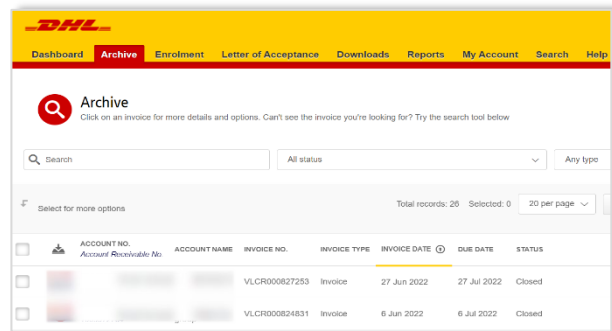 DHL
Dashboard Archive Enrolment Letter of Acceptance Downloads Reports My Account Search Help
Archive
Click on an invoice for more details and options. Can't see the invoice you're looking for? Try the search tool below
Search All status Any type
Select for more options Total records: 26 Selected: 0 20 per page
ACCOUNT NO. ACCOUNT NAME INVOICE NO. INVOICE TYPE INVOICE DATE DUE DATE STATUS
Account Receivable No.
VLCR000827253 Invoice 27 Jun 2022 27 Jul 2022 Closed
VLCR000824831 Invoice 6 Jun 2022 6 Jul 2022 Closed